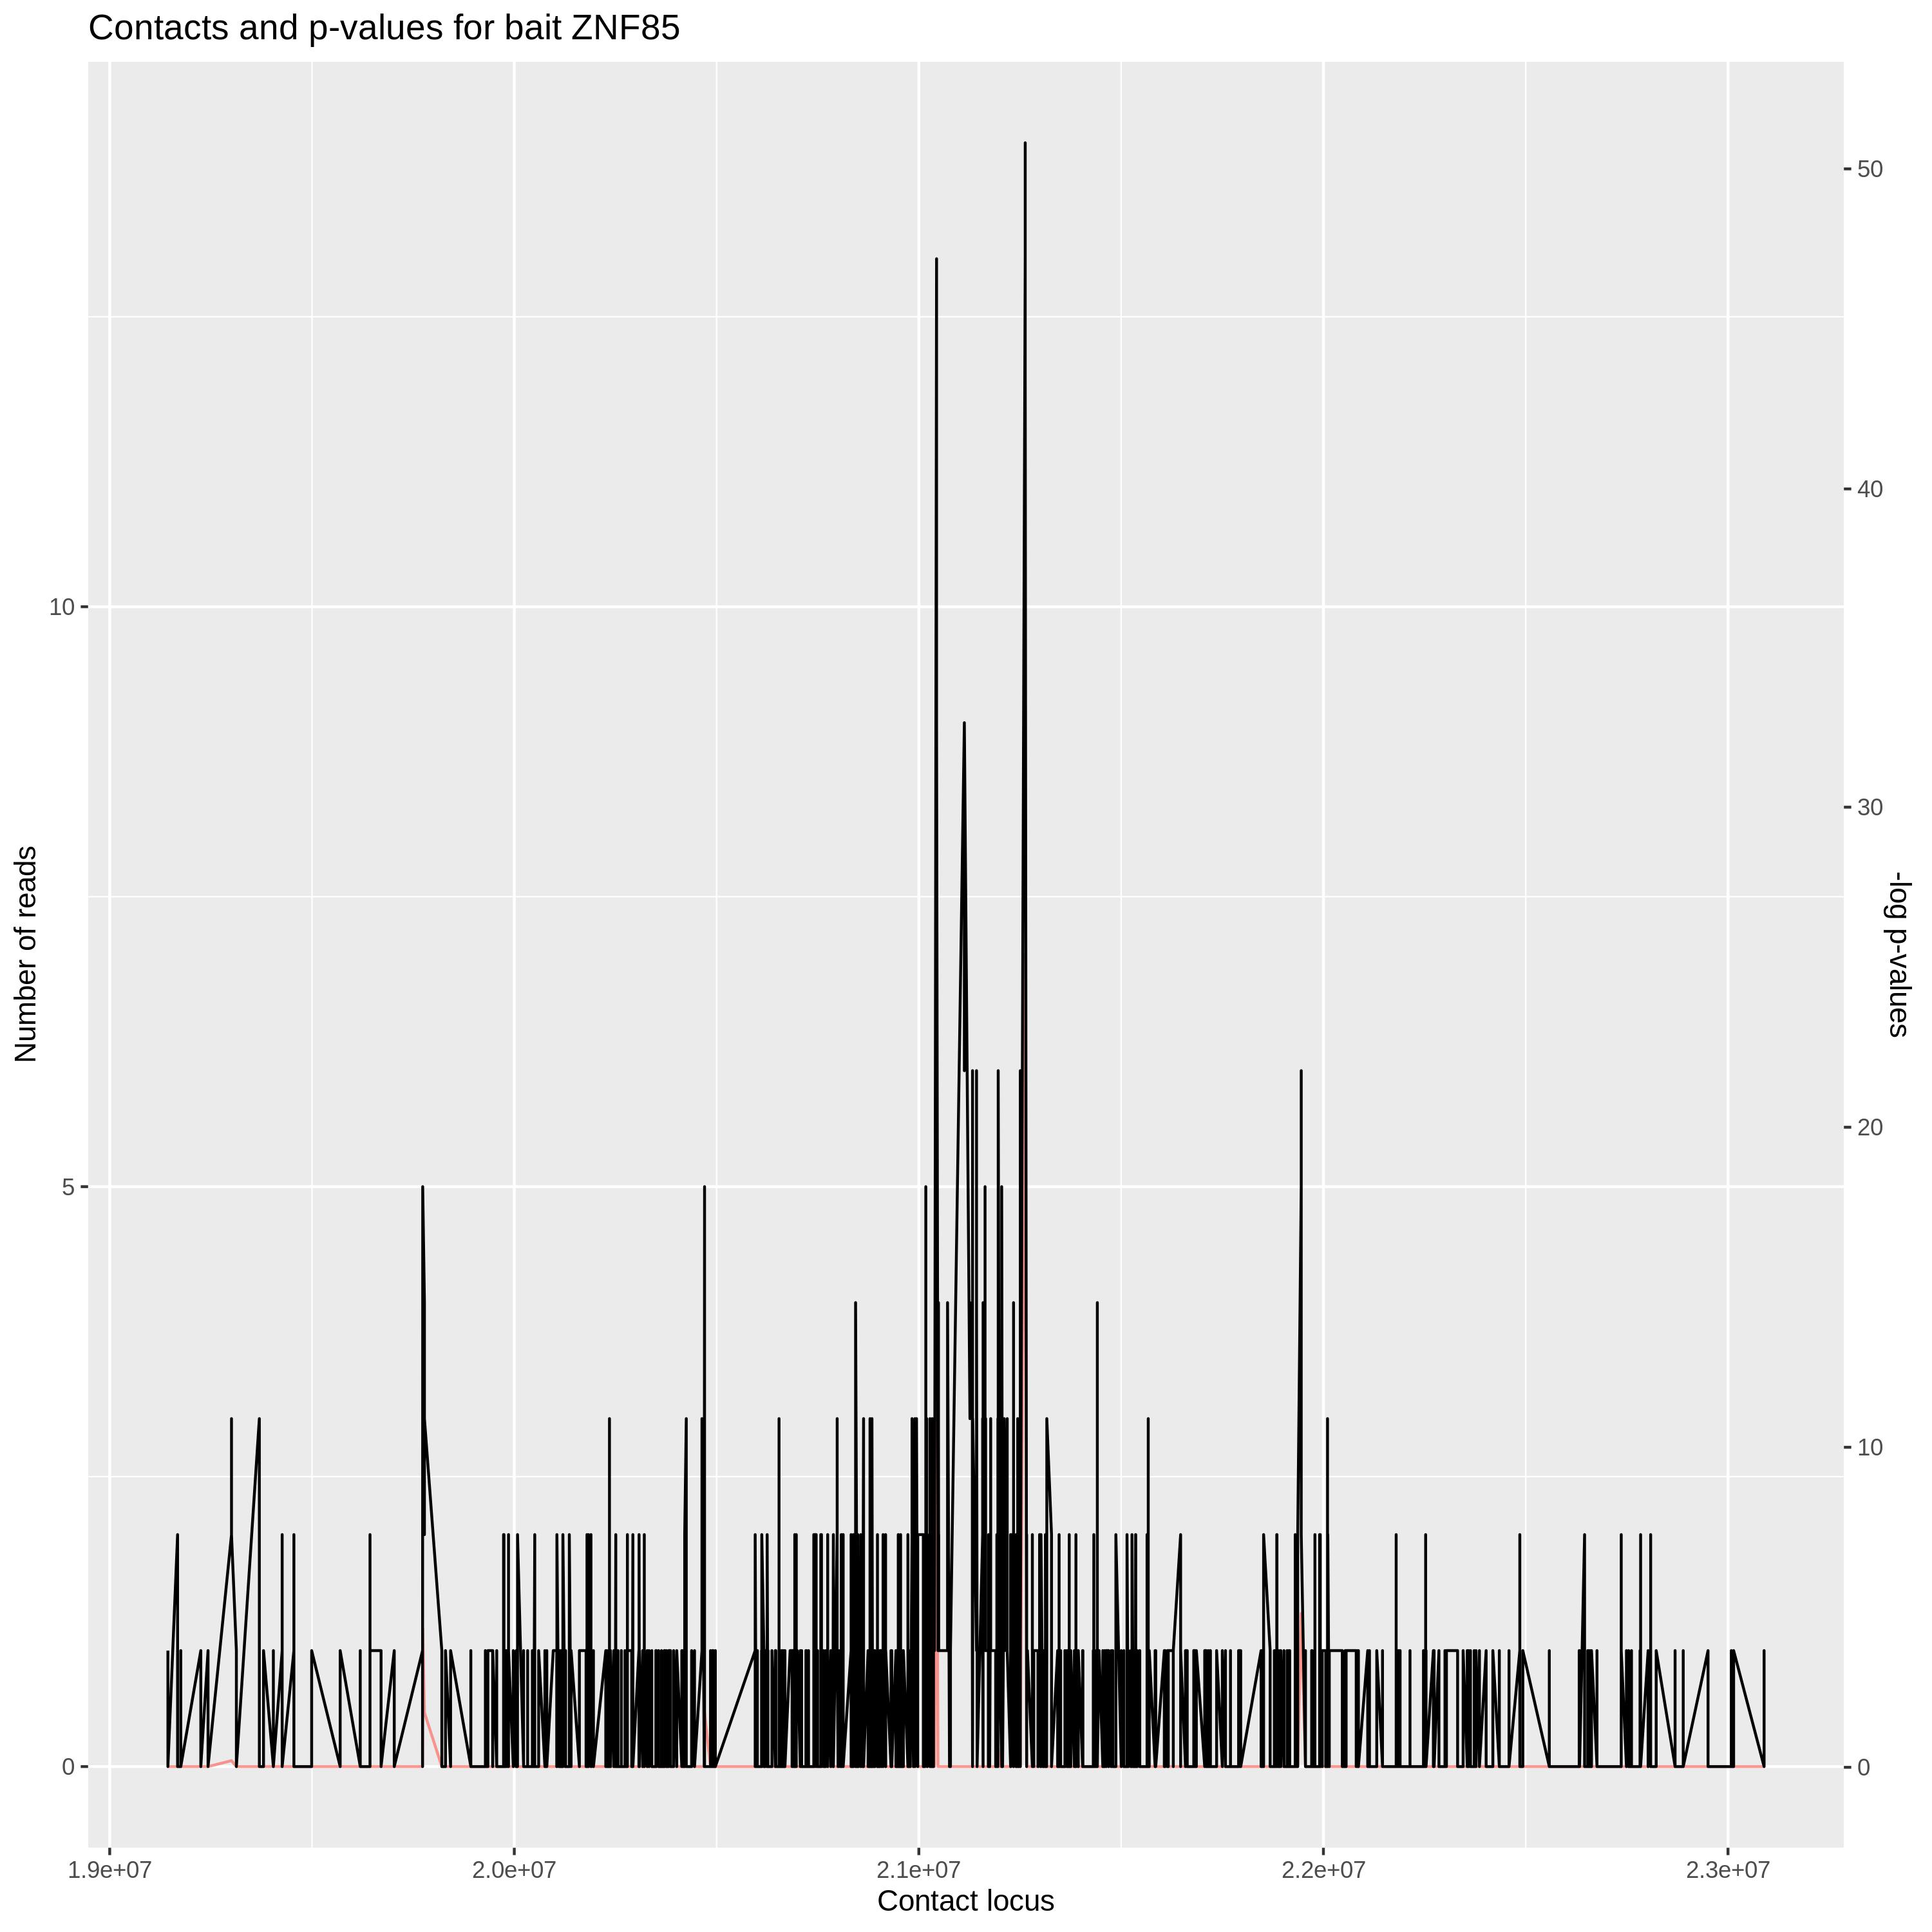 Contacts and p-values for bait ZNF85
Number of reads
10
5
0
50
40
30
20
10
0
-log p-values
1.9e+07 2.0e+07 2.1e+07 2.2e+07 2.3e+07
Contact locus